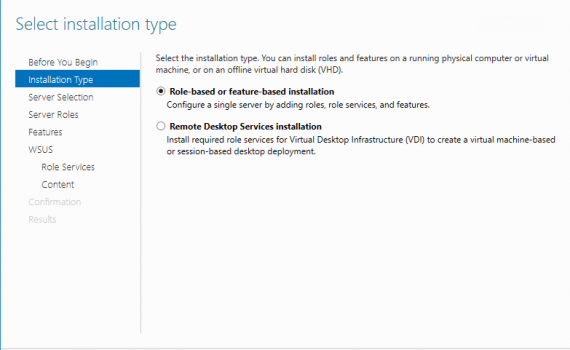 Select installation type
Before You Begin
Installation Type
Server Selection
Server Roles
Features
WSUS
Role Services
Content
Confirmation
Results
Select the installation type. You can install roles and features on a running physical computer or virtual
machine, or on an offline virtual hard disk (VHD).
Role-based or feature-based installation
Configure a single server by adding roles, role services, and features.
Remote Desktop Services installation
Install required role services for Virtual Desktop Infrastructure (VDI) to create a virtual machine-based
or session-based desktop deployment.